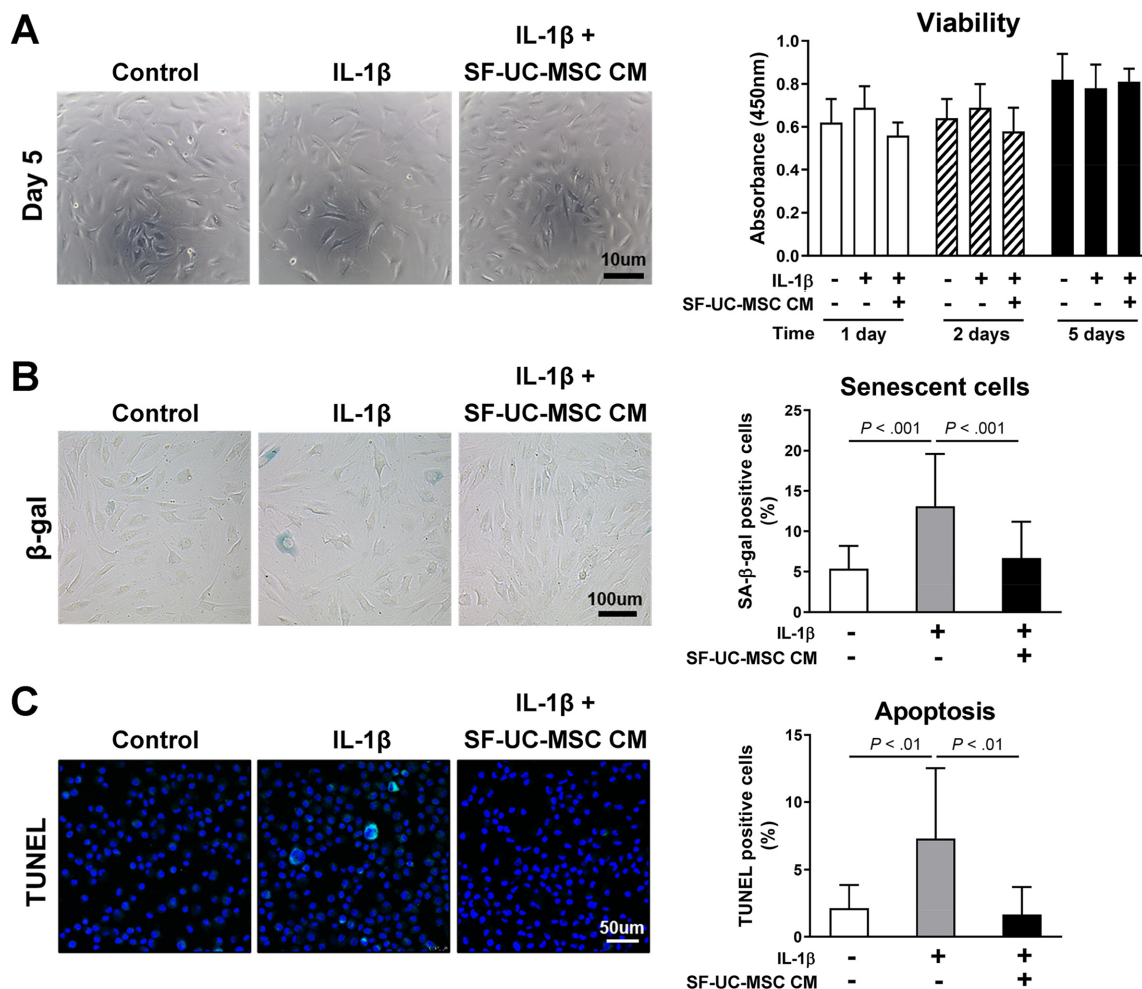 A
Control
IL-1β
IL-1β +
SF-UC-MSC CM
Day 5
10um
Viability
Absorbance (450nm)
1.0
0.8
0.6
0.4
0.2
0.0
IL-1β - + + - + + - + +
SF-UC-MSC CM - - + - - + - - +
Time 1 day 2 days 5 days
B
Control
IL-1β
IL-1β +
SF-UC-MSC CM
β-gal
100um
Senescent cells
SA-β-gal positive cells
(%)
25
20
15
10
5
0
P < .001 P < .001
IL-1β - + +
SF-UC-MSC CM - - +
C
Control
IL-1β
IL-1β +
SF-UC-MSC CM
TUNEL
50um
Apoptosis
TUNEL positive cells
(%)
15
10
5
0
P < .01 P < .01
IL-1β - + +
SF-UC-MSC CM - - +